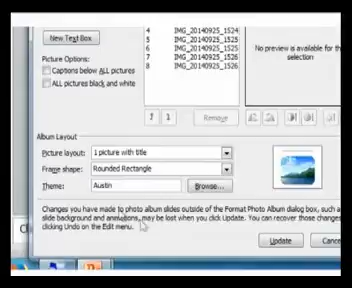 4 IMG_20140925_1524
New Text Box
5 IMG_20140925_1525
6 IMG_20140925_1525
Picture Options:
7 IMG_20140925_1526
8 IMG_20140925_1526
No preview is available for th
selection
Captions below ALL pictures
ALL pictures black and white
Remove
Album Layout
Picture layout: 1 picture with title
Frame shape: Rounded Rectangle
Theme: Austin Browse...
Changes you have made to photo album slides outside of the Format Photo Album dialog box, such a
slide background and annotations, may be lost when you click Update. You can recover those changes
clicking Undo on the Edit menu.
Cl
Update Cance